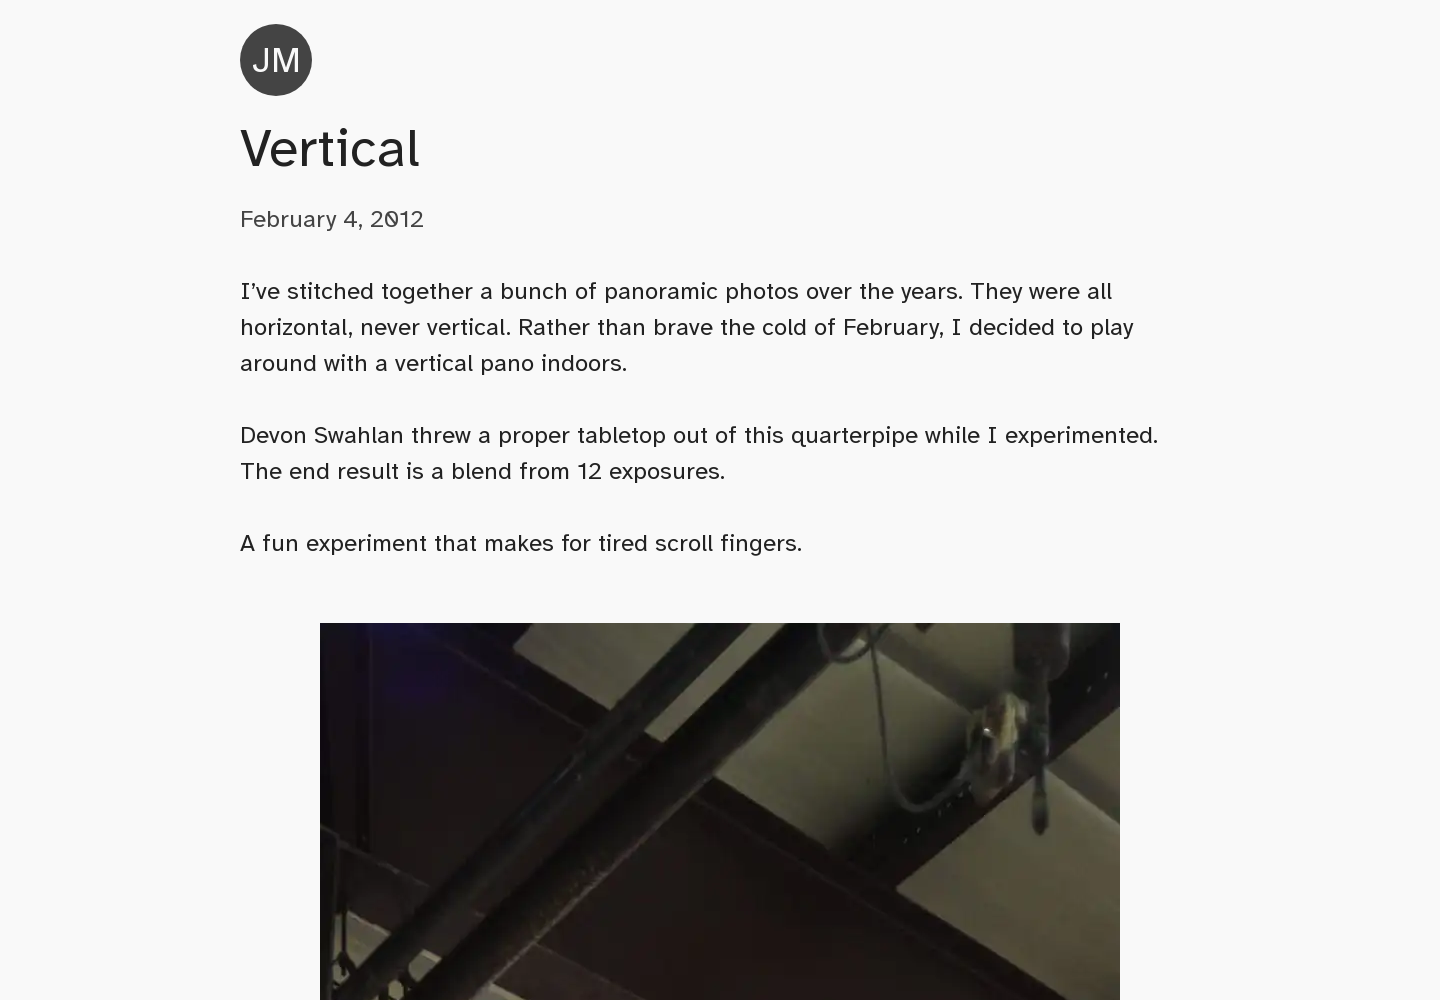 JM
Vertical
February 4, 2012
I’ve stitched together a bunch of panoramic photos over the years. They were all
horizontal, never vertical. Rather than brave the cold of February, I decided to play
around with a vertical pano indoors.
Devon Swahlan threw a proper tabletop out of this quarterpipe while I experimented.
The end result is a blend from 12 exposures.
A fun experiment that makes for tired scroll fingers.